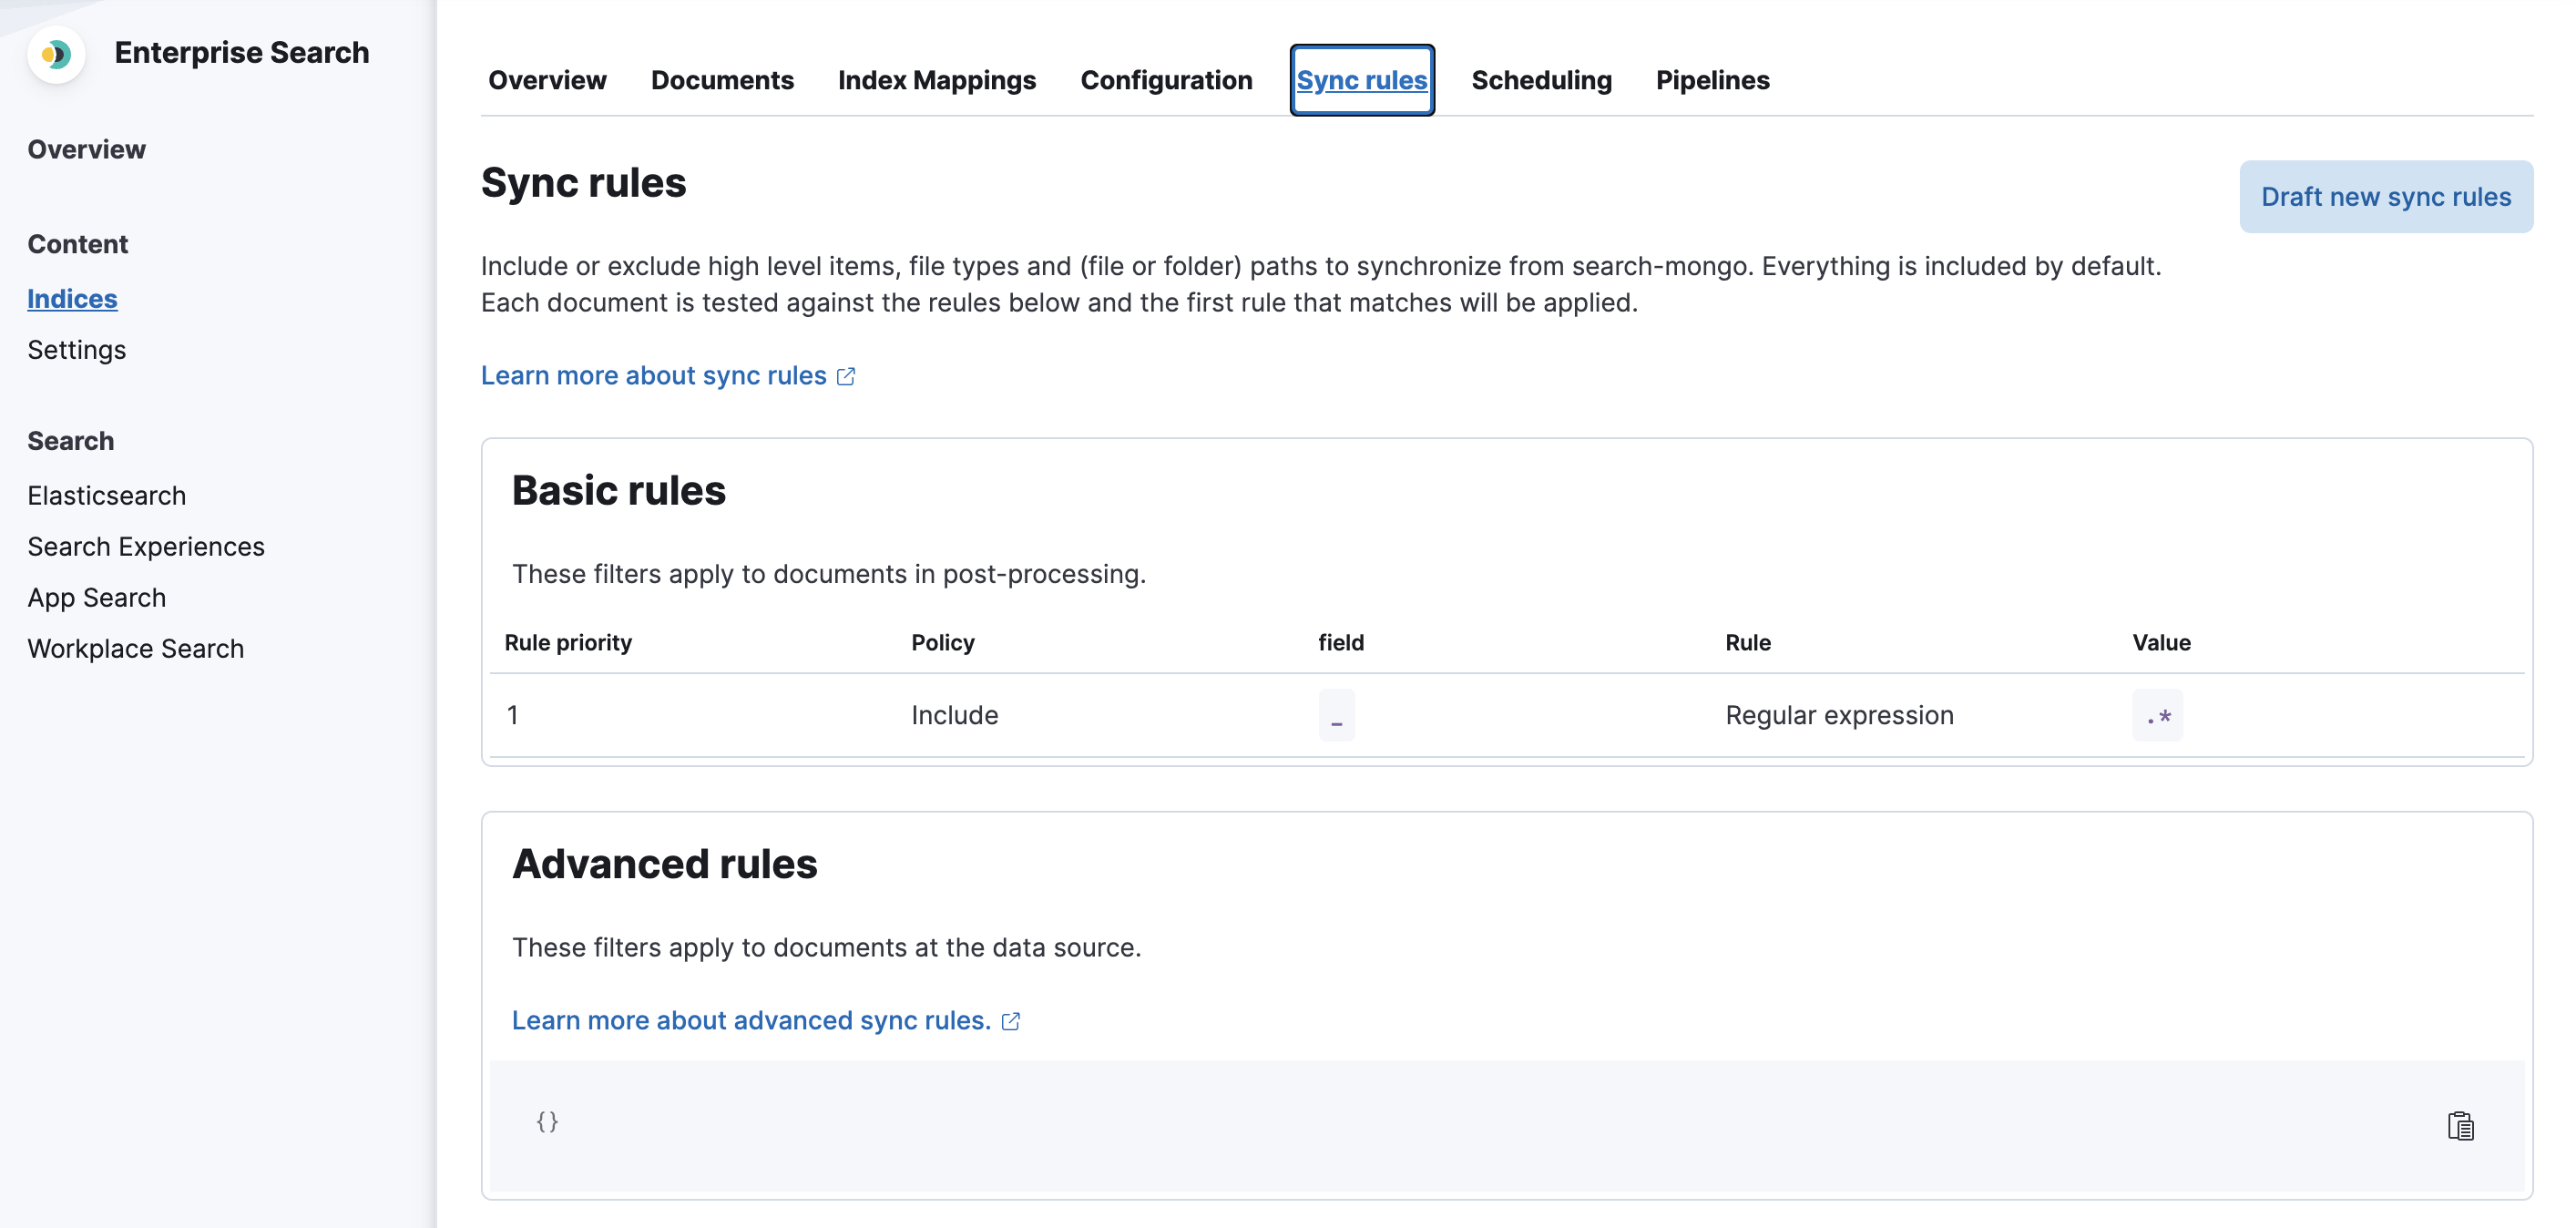 Enterprise Search
Overview
Content
Indices
Settings
Search
Elasticsearch
Search Experiences
App Search
Workplace Search
Overview Documents Index Mappings Configuration Sync rules Scheduling Pipelines
Sync rules
Draft new sync rules
Include or exclude high level items, file types and (file or folder) paths to synchronize from search-mongo. Everything is included by default.
Each document is tested against the reules below and the first rule that matches will be applied.
Learn more about sync rules
Basic rules
These filters apply to documents in post-processing.
Rule priority Policy field Rule Value
1 Include _ Regular expression .*
Advanced rules
These filters apply to documents at the data source.
Learn more about advanced sync rules.
{}